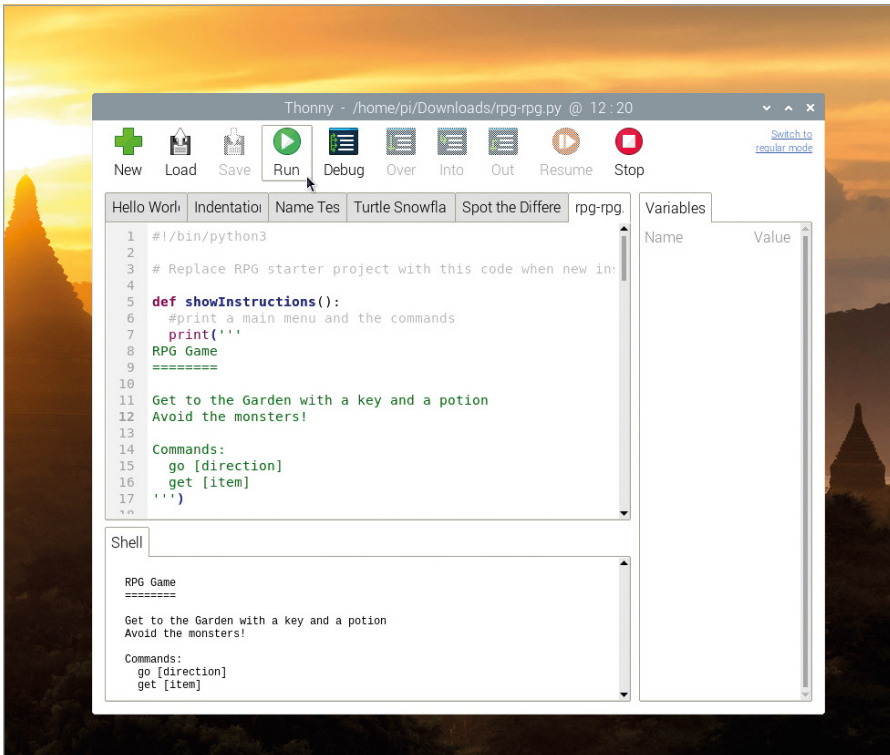 Thonny - /home/pi/Downloads/rpg-rpg.py @ 12 : 20
Switch to
regular mode
New Load Save Run Debug Over Into Out Resume Stop
Hello Worl Indentatio Name Tes Turtle Snowfla Spot the Differe rpg-rpg. Variables
Name Value
1 #!/bin/python3
2
3 # Replace RPG starter project with this code when new in
4
5 def showInstructions():
6 #print a main menu and the commands
7 print('''
8 RPG Game
9 ========
10
11 Get to the Garden with a key and a potion
12 Avoid the monsters!
13
14 Commands:
15 go [direction]
16 get [item]
17 ''')
18
Shell
RPG Game
========
Get to the Garden with a key and a potion
Avoid the monsters!
Commands:
go [direction]
get [item]